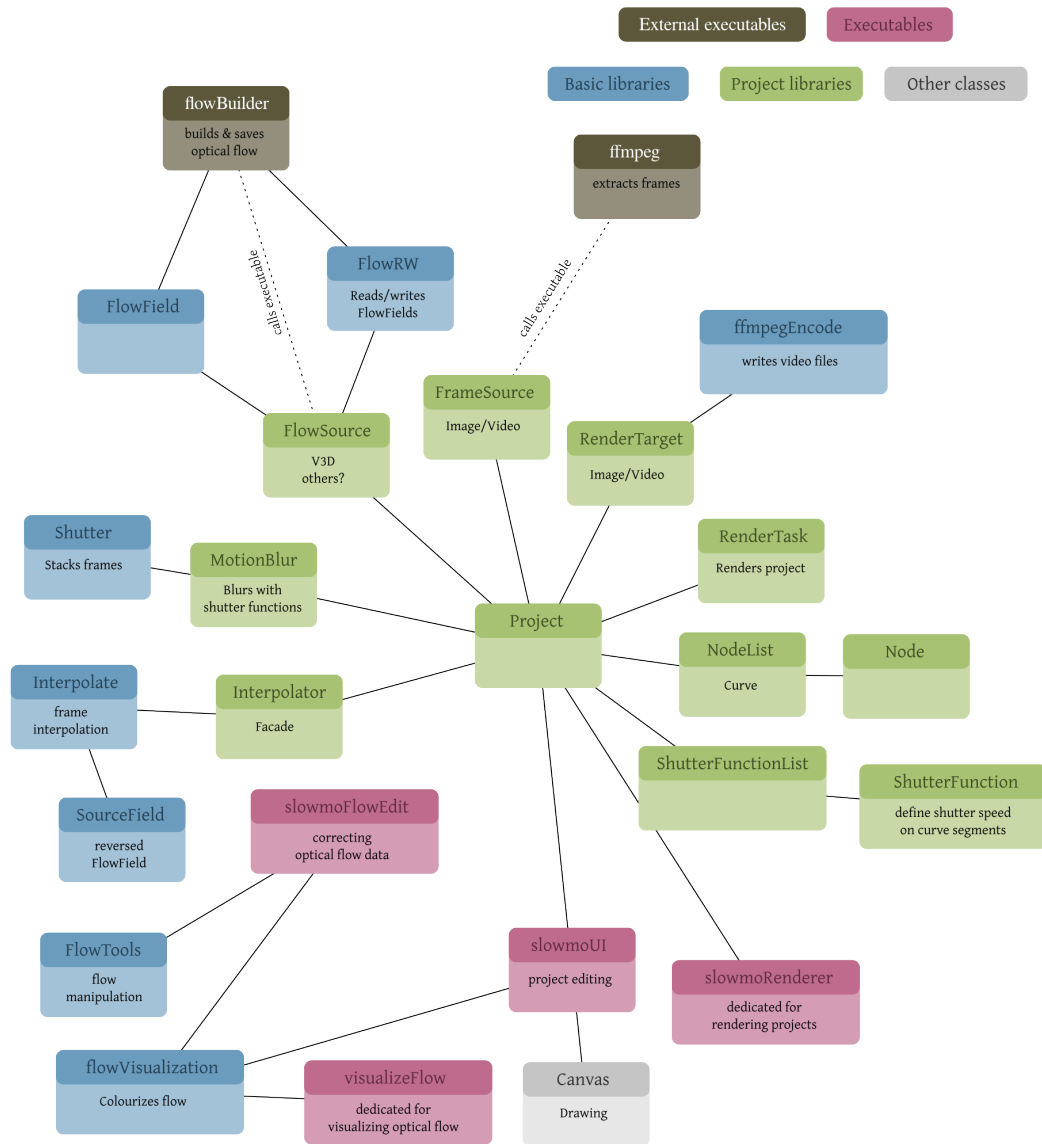 External executables
Executables
Basic libraries
Project libraries
Other classes
flowBuilder
builds & saves
optical flow
ffmpeg
extracts frames
calls executable
calls executable
FlowRW
Reads/writes
FlowFields
FlowField
ffmpegEncode
writes video files
FrameSource
Image/Video
FlowSource
V3D
others?
RenderTarget
Image/Video
Shutter
Stacks frames
MotionBlur
Blurs with
shutter functions
RenderTask
Renders project
Project
NodeList
Curve
Node
Interpolate
frame
interpolation
Interpolator
Facade
ShutterFunctionList
ShutterFunction
define shutter speed
on curve segments
SourceField
reversed
FlowField
slowmoFlowEdit
correcting
optical flow data
FlowTools
flow
manipulation
slowmoUI
project editing
slowmoRenderer
dedicated for
rendering projects
flowVisualization
Colourizes flow
visualizeFlow
dedicated for
visualizing optical flow
Canvas
Drawing